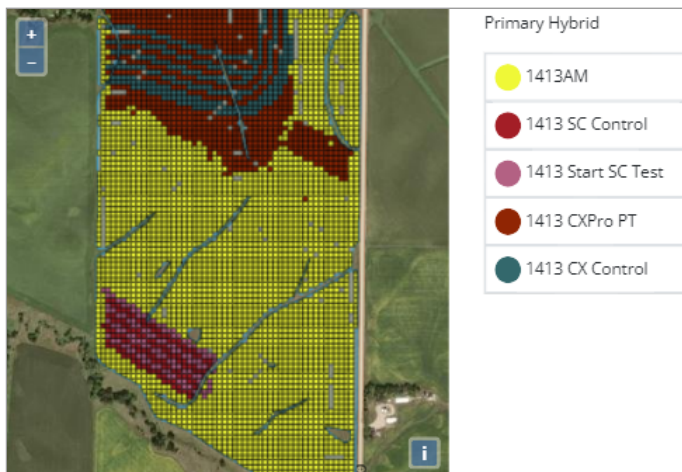 +
Primary Hybrid
–
1413AM
1413 SC Control
1413 Start SC Test
1413 CXPro PT
1413 CX Control
i